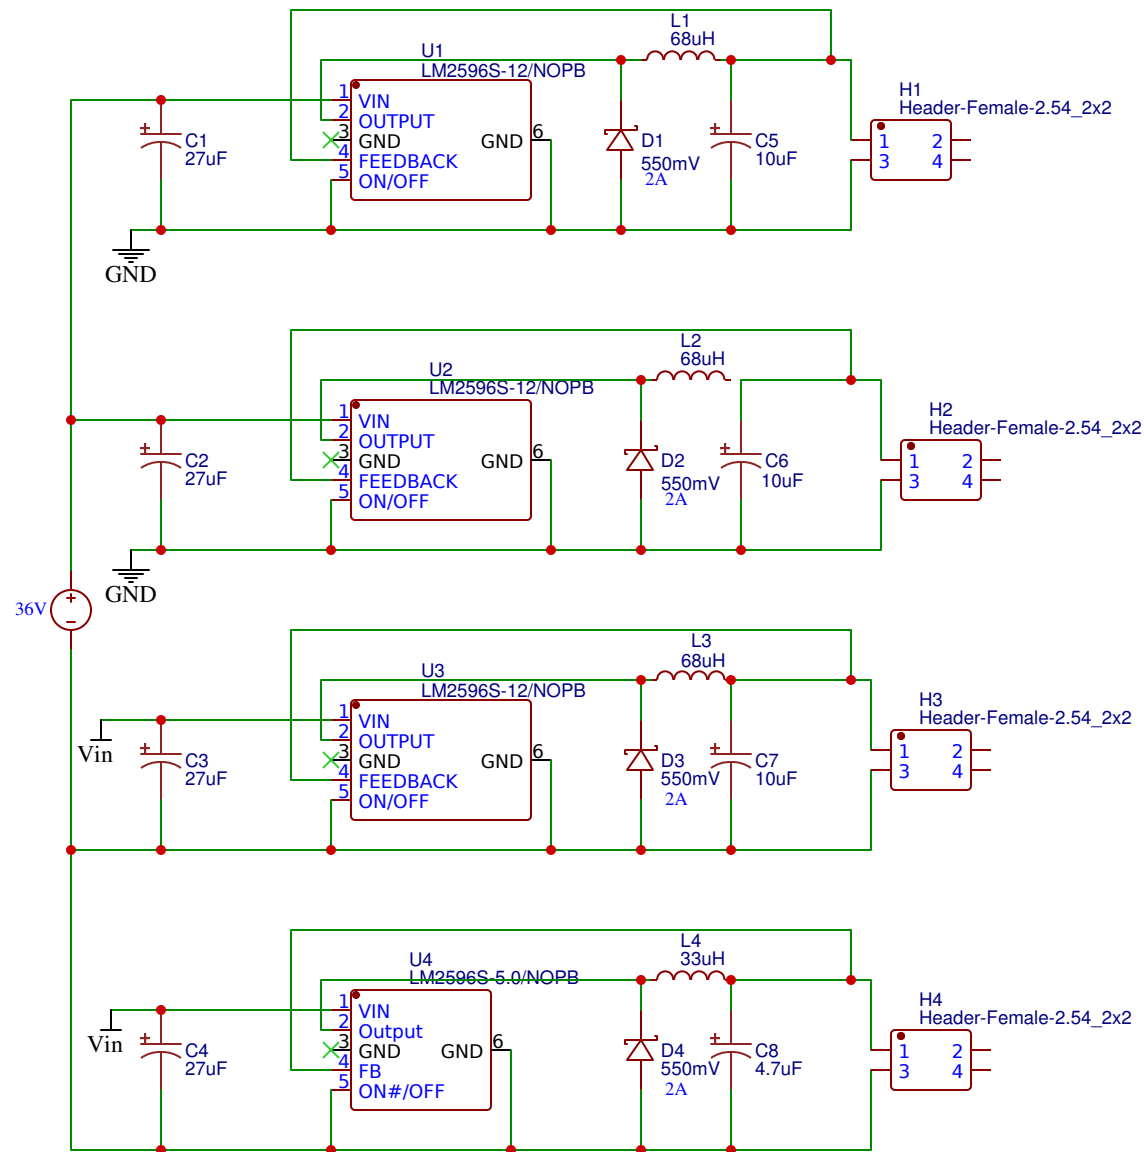 L1
68uH
U1
LM2596S-12/NOPB
1 VIN
2 OUTPUT
3 GND
4 FEEDBACK
5 ON/OFF
GND 6
C1
27uF
D1
550mV
2A
C5
10uF
H1
Header-Female-2.54_2x2
1 2
3 4
GND
L2
68uH
U2
LM2596S-12/NOPB
1 VIN
2 OUTPUT
3 GND
4 FEEDBACK
5 ON/OFF
GND 6
C2
27uF
D2
550mV
2A
C6
10uF
H2
Header-Female-2.54_2x2
1 2
3 4
GND
36V
L3
68uH
U3
LM2596S-12/NOPB
1 VIN
2 OUTPUT
3 GND
4 FEEDBACK
5 ON/OFF
GND 6
Vin
C3
27uF
D3
550mV
2A
C7
10uF
H3
Header-Female-2.54_2x2
1 2
3 4
L4
33uH
U4
LM2596S-5.0/NOPB
1 VIN
2 Output
3 GND
4 FB
5 ON#/OFF
GND 6
Vin
C4
27uF
D4
550mV
2A
C8
4.7uF
H4
Header-Female-2.54_2x2
1 2
3 4